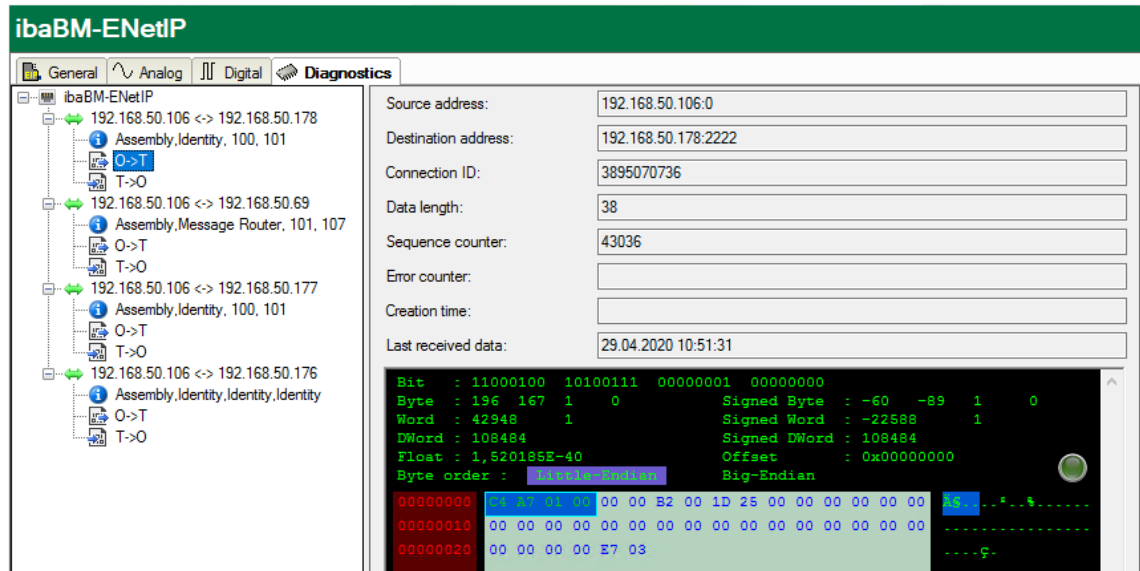 ibaBM-ENetIP
General Analog Digital Diagnostics
ibaBM-ENetIP
192.168.50.106 <-> 192.168.50.178
Assembly,Identity, 100, 101
O->T
T->O
192.168.50.106 <-> 192.168.50.69
Assembly,Message Router, 101, 107
O->T
T->O
192.168.50.106 <-> 192.168.50.177
Assembly,Identity, 100, 101
O->T
T->O
192.168.50.106 <-> 192.168.50.176
Assembly,Identity,Identity,Identity
O->T
T->O
Source address: 192.168.50.106:0
Destination address: 192.168.50.178:2222
Connection ID: 3895070736
Data length: 38
Sequence counter: 43036
Error counter:
Creation time:
Last received data: 29.04.2020 10:51:31
Bit : 11000100 10100111 00000001 00000000
Byte : 196 167 1 0 Signed Byte : -60 -89 1 0
Word : 42948 1 Signed Word : -22588 1
DWord : 108484 Signed DWord : 108484
Float : 1,520185E-40 Offset : 0x00000000
Byte order : Little-Endian Big-Endian
00000000 C4 A7 01 00 00 00 B2 00 1D 25 00 00 00 00 00 00 Ä§....²..%......
00000010 00 00 00 00 00 00 00 00 00 00 00 00 00 00 00 00 ................
00000020 00 00 00 00 E7 03 ....ç.